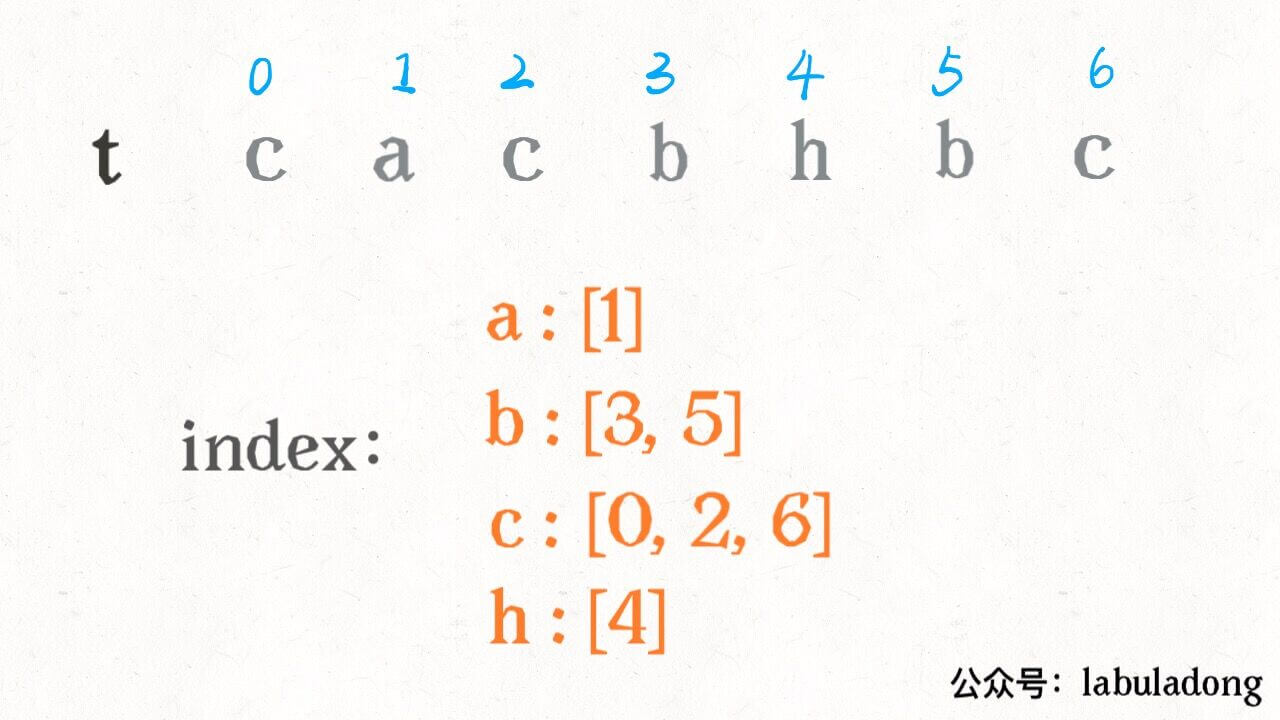 0 1 2 3 4 5 6
t c a c b h b c
a : [1]
b : [3, 5]
index:
c : [0, 2, 6]
h : [4]
公众号：labuladong